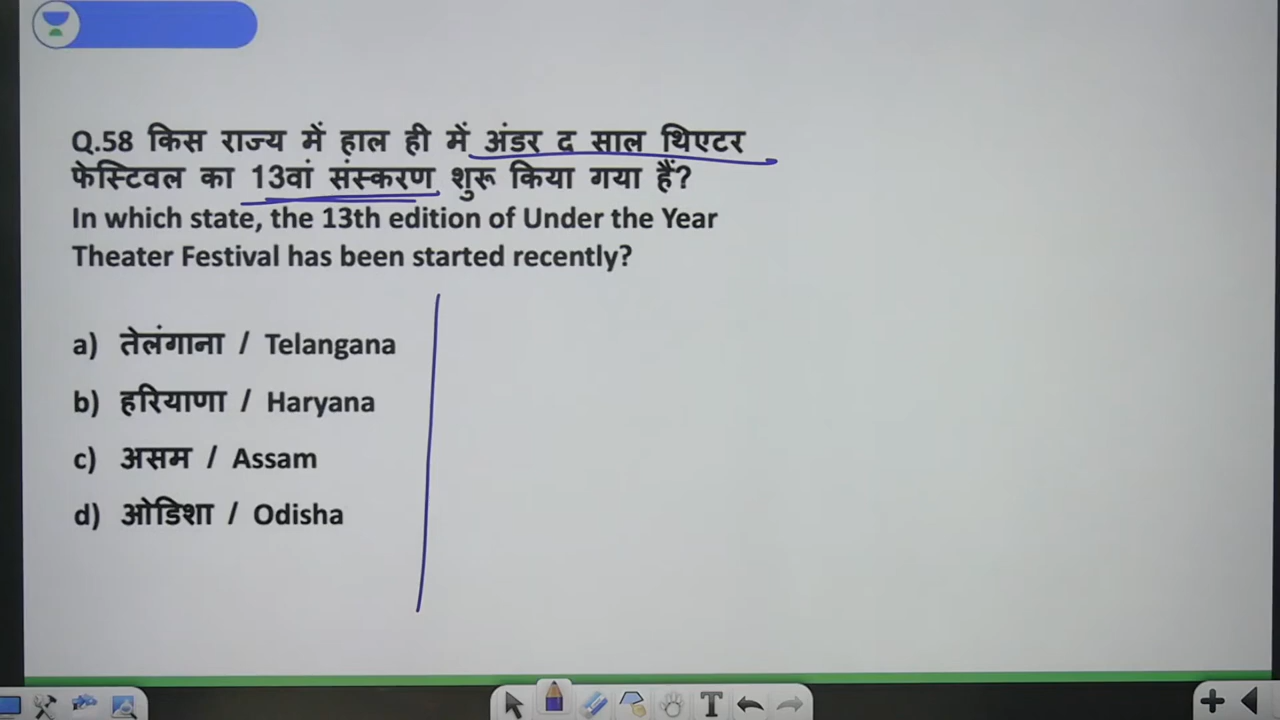 Q.58 किस राज्य में हाल ही में अंडर द साल थिएटर
फेस्टिवल का 13वां संस्करण शुरू किया गया हैं?
In which state, the 13th edition of Under the Year
Theater Festival has been started recently?
a) तेलंगाना / Telangana
b) हरियाणा / Haryana
c) असम / Assam
d) ओडिशा / Odisha
T